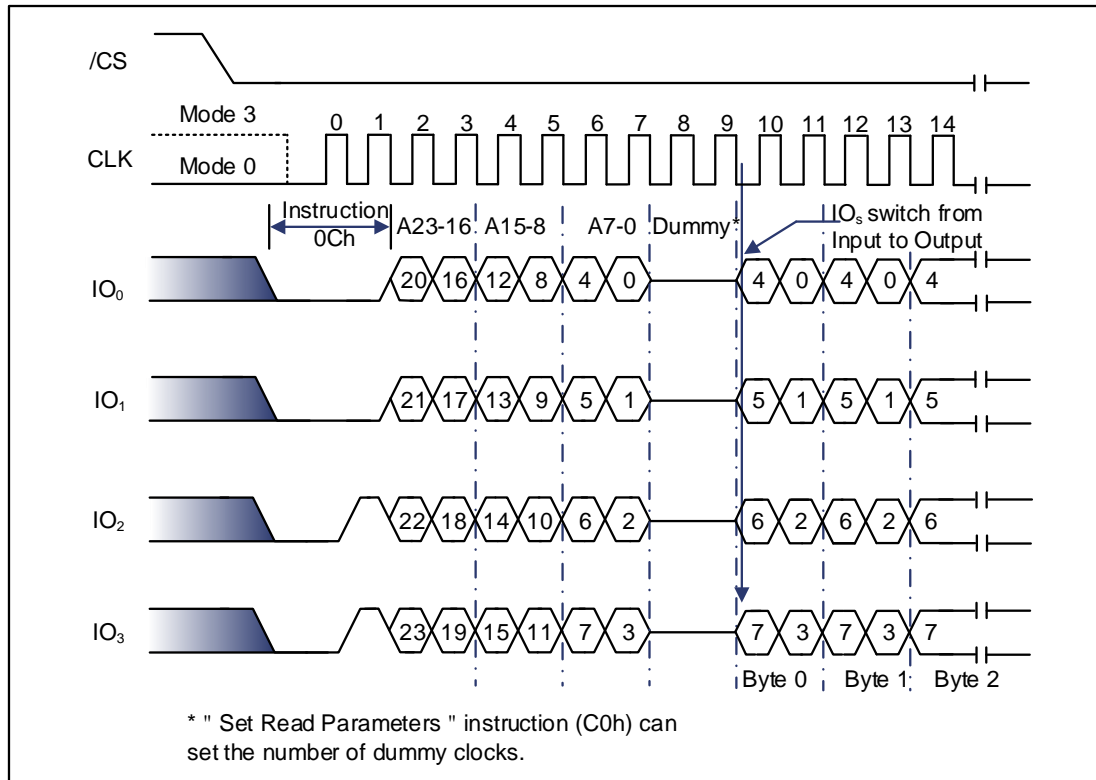 /CS
Mode 3
Mode 0
CLK
0 1 2 3 4 5 6 7 8 9 10 11 12 13 14
Instruction
0Ch
A23-16 A15-8 A7-0 Dummy*
IOs switch from
Input to Output
IO0 20 16 12 8 4 0 4 0 4 0 4
IO1 21 17 13 9 5 1 5 1 5 1 5
IO2 22 18 14 10 6 2 6 2 6 2 6
IO3 23 19 15 11 7 3 7 3 7 3 7
Byte 0 Byte 1 Byte 2
* " Set Read Parameters " instruction (C0h) can
set the number of dummy clocks.